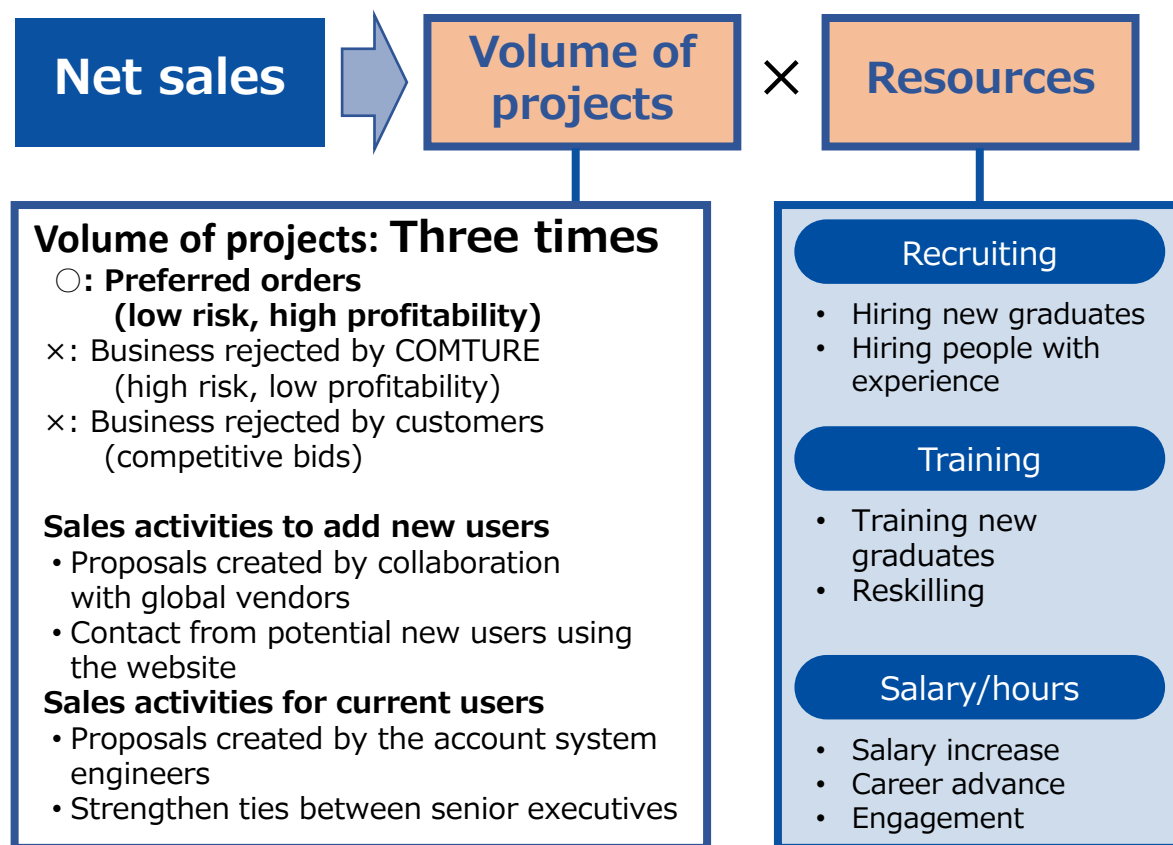 Net sales
Volume of
projects
×
Resources
Volume of projects: Three times
○: Preferred orders
(low risk, high profitability)
×: Business rejected by COMTURE
(high risk, low profitability)
×: Business rejected by customers
(competitive bids)
Sales activities to add new users
• Proposals created by collaboration
with global vendors
• Contact from potential new users using
the website
Sales activities for current users
• Proposals created by the account system
engineers
• Strengthen ties between senior executives
Recruiting
• Hiring new graduates
• Hiring people with
experience
Training
• Training new
graduates
• Reskilling
Salary/hours
• Salary increase
• Career advance
• Engagement